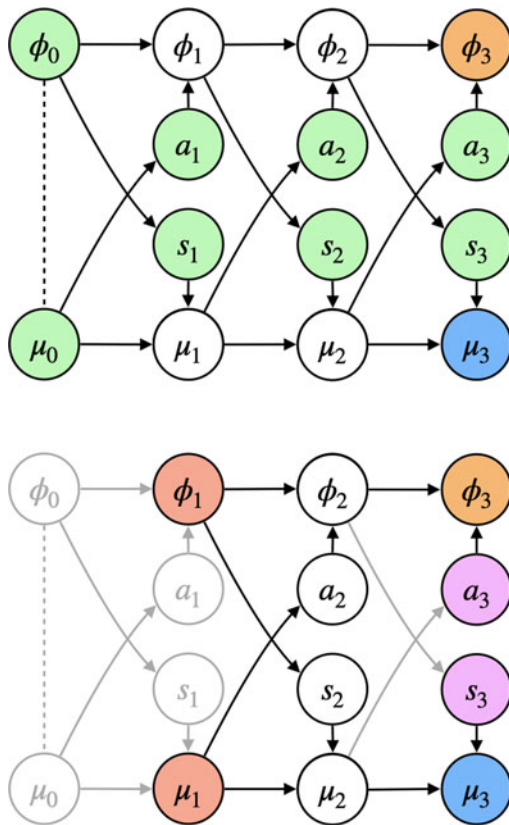 ϕ₀ ϕ₁ ϕ₂ ϕ₃
a₁ a₂ a₃
s₁ s₂ s₃
μ₀ μ₁ μ₂ μ₃
ϕ₀ ϕ₁ ϕ₂ ϕ₃
a₁ a₂ a₃
s₁ s₂ s₃
μ₀ μ₁ μ₂ μ₃